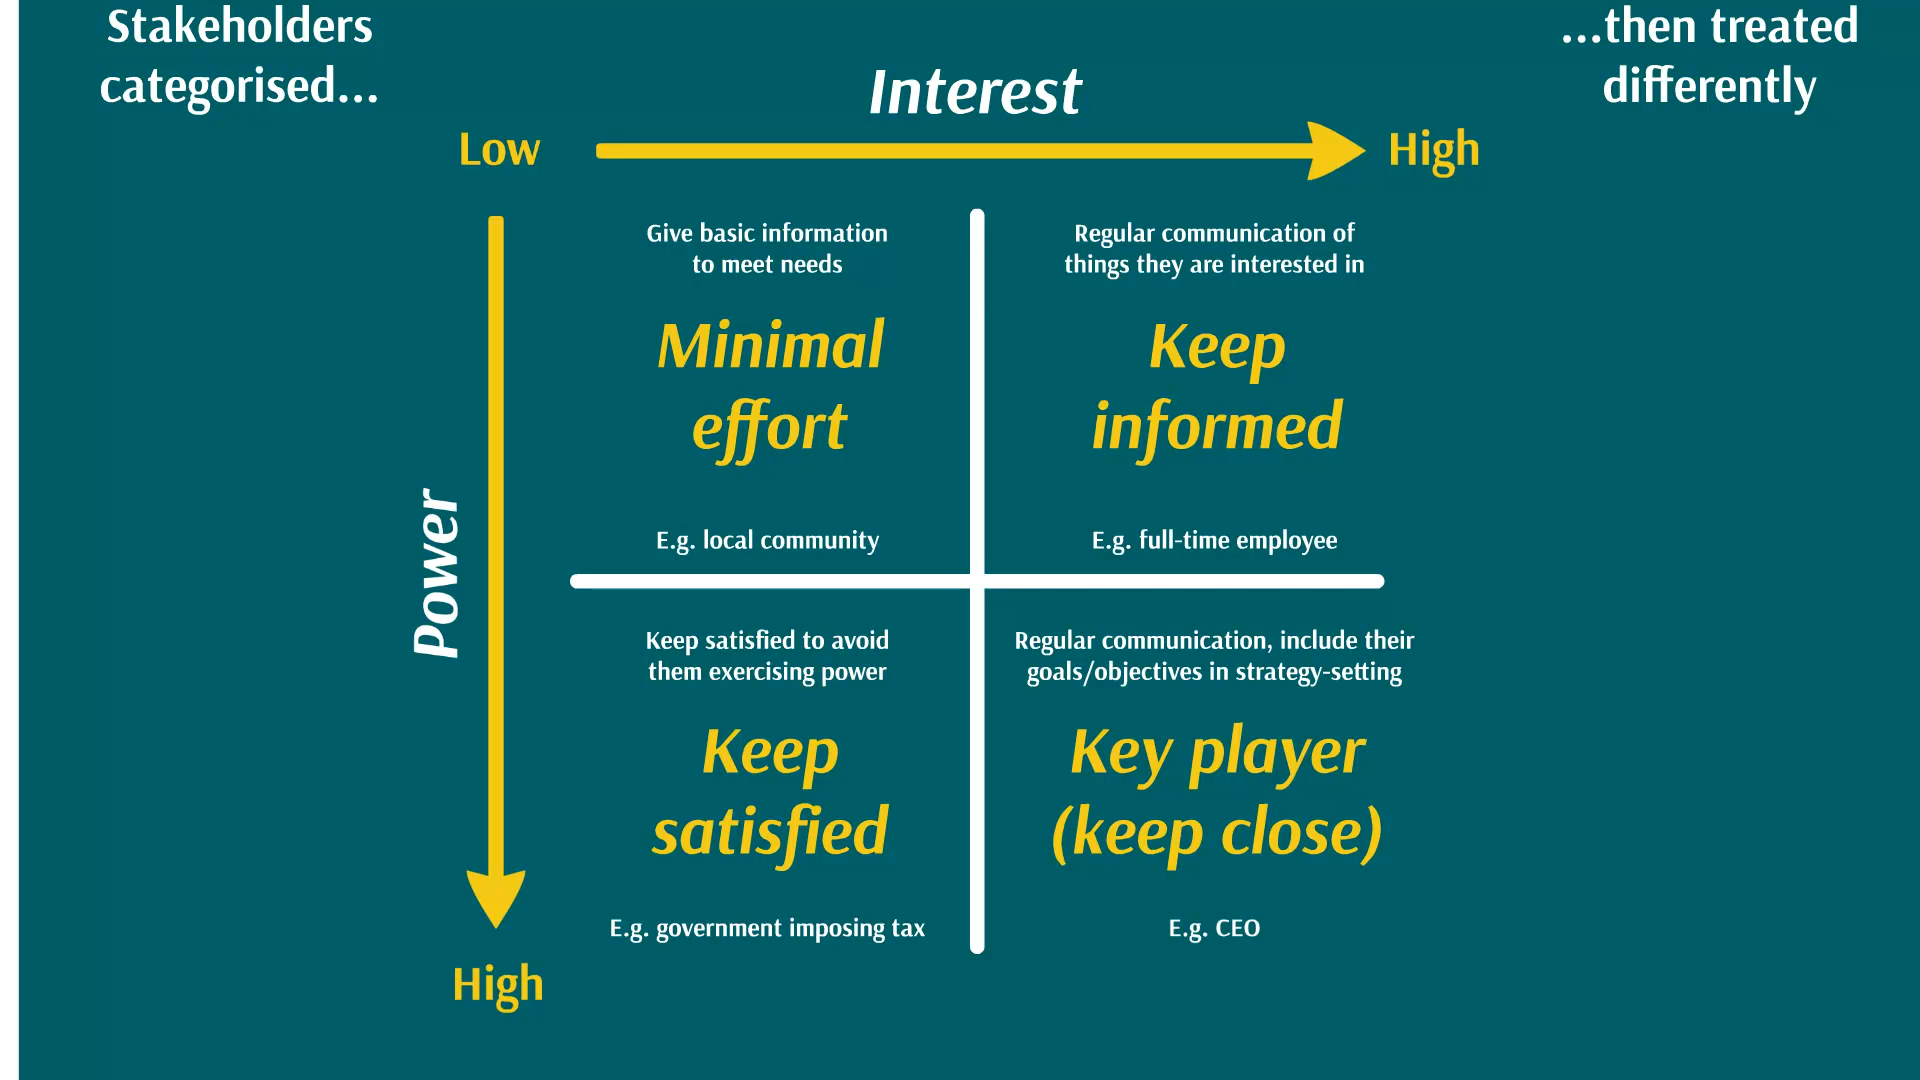 Stakeholders
categorised...
...then treated
differently
Interest
Low
High
Power
High
Give basic information
to meet needs
Minimal
effort
E.g. local community
Regular communication of
things they are interested in
Keep
informed
E.g. full-time employee
Keep satisfied to avoid
them exercising power
Keep
satisfied
E.g. government imposing tax
Regular communication, include their
goals/objectives in strategy-setting
Key player
(keep close)
E.g. CEO